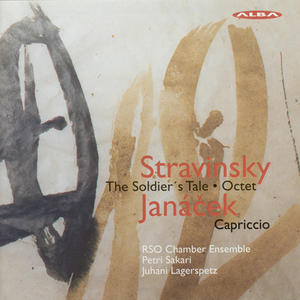 ALBA
Stravinsky
The Soldier´s Tale • Octet
Janáček
Capriccio
RSO Chamber Ensemble
Petri Sakari
Juhani Lagerspetz